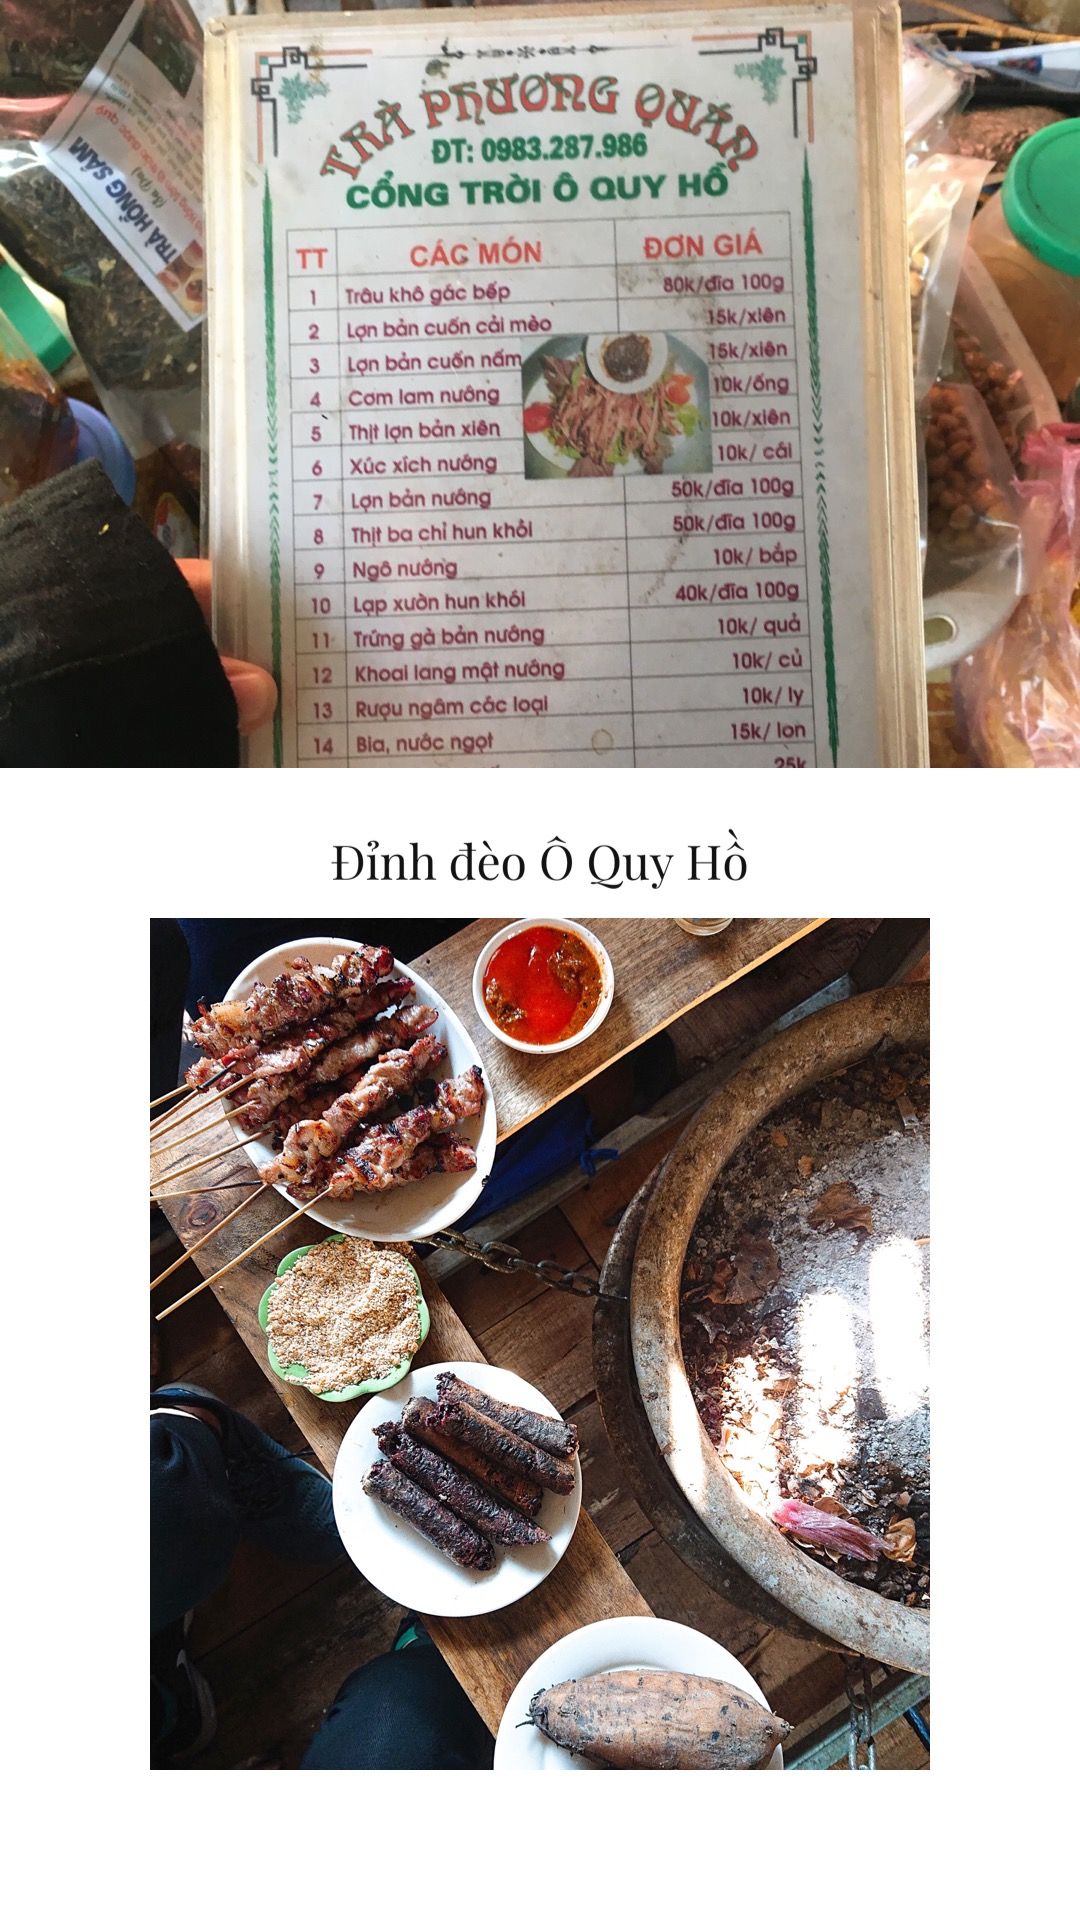 TRÀ HỒNG SÂM
TRÀ PHƯƠNG QUÁN
ĐT: 0983.287.986
CỔNG TRỜI Ô QUY HỒ
TT CÁC MÓN ĐƠN GIÁ
1 Trâu khô gác bếp 80k/đĩa 100g
2 Lợn bản cuốn cải mèo 15k/xiên
3 Lợn bản cuốn nấm 15k/xiên
4 Cơm lam nướng 10k/ống
5 Thịt lợn bản xiên 10k/xiên
6 Xúc xích nướng 10k/ cái
7 Lợn bản nướng 50k/đĩa 100g
8 Thịt ba chỉ hun khói 50k/đĩa 100g
9 Ngô nướng 10k/ bắp
10 Lạp xườn hun khói 40k/đĩa 100g
11 Trứng gà bản nướng 10k/ quả
12 Khoai lang mật nướng 10k/ củ
13 Rượu ngâm các loại 10k/ ly
14 Bia, nước ngọt 15k/ lon
25k
Đỉnh đèo Ô Quy Hồ